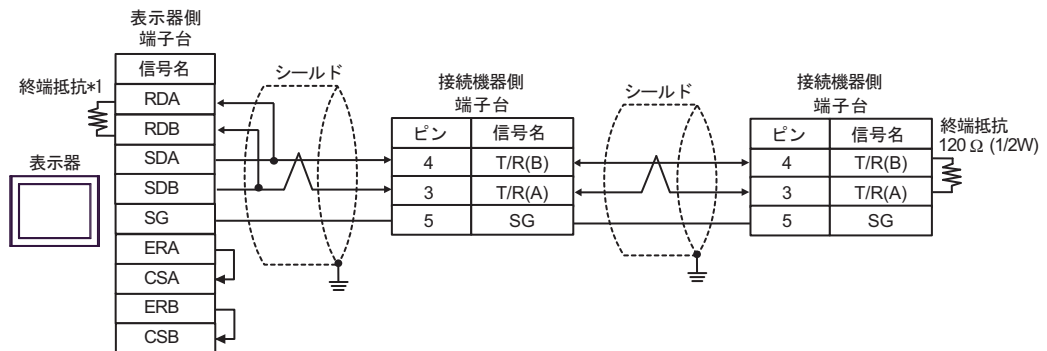 表示器側
端子台
信号名
終端抵抗*1
RDA
RDB
SDA
SDB
SG
ERA
CSA
ERB
CSB
表示器
シールド
接続機器側
端子台
ピン 信号名
4 T/R(B)
3 T/R(A)
5 SG
シールド
接続機器側
端子台
ピン 信号名
4 T/R(B)
3 T/R(A)
5 SG
終端抵抗
120 Ω (1/2W)